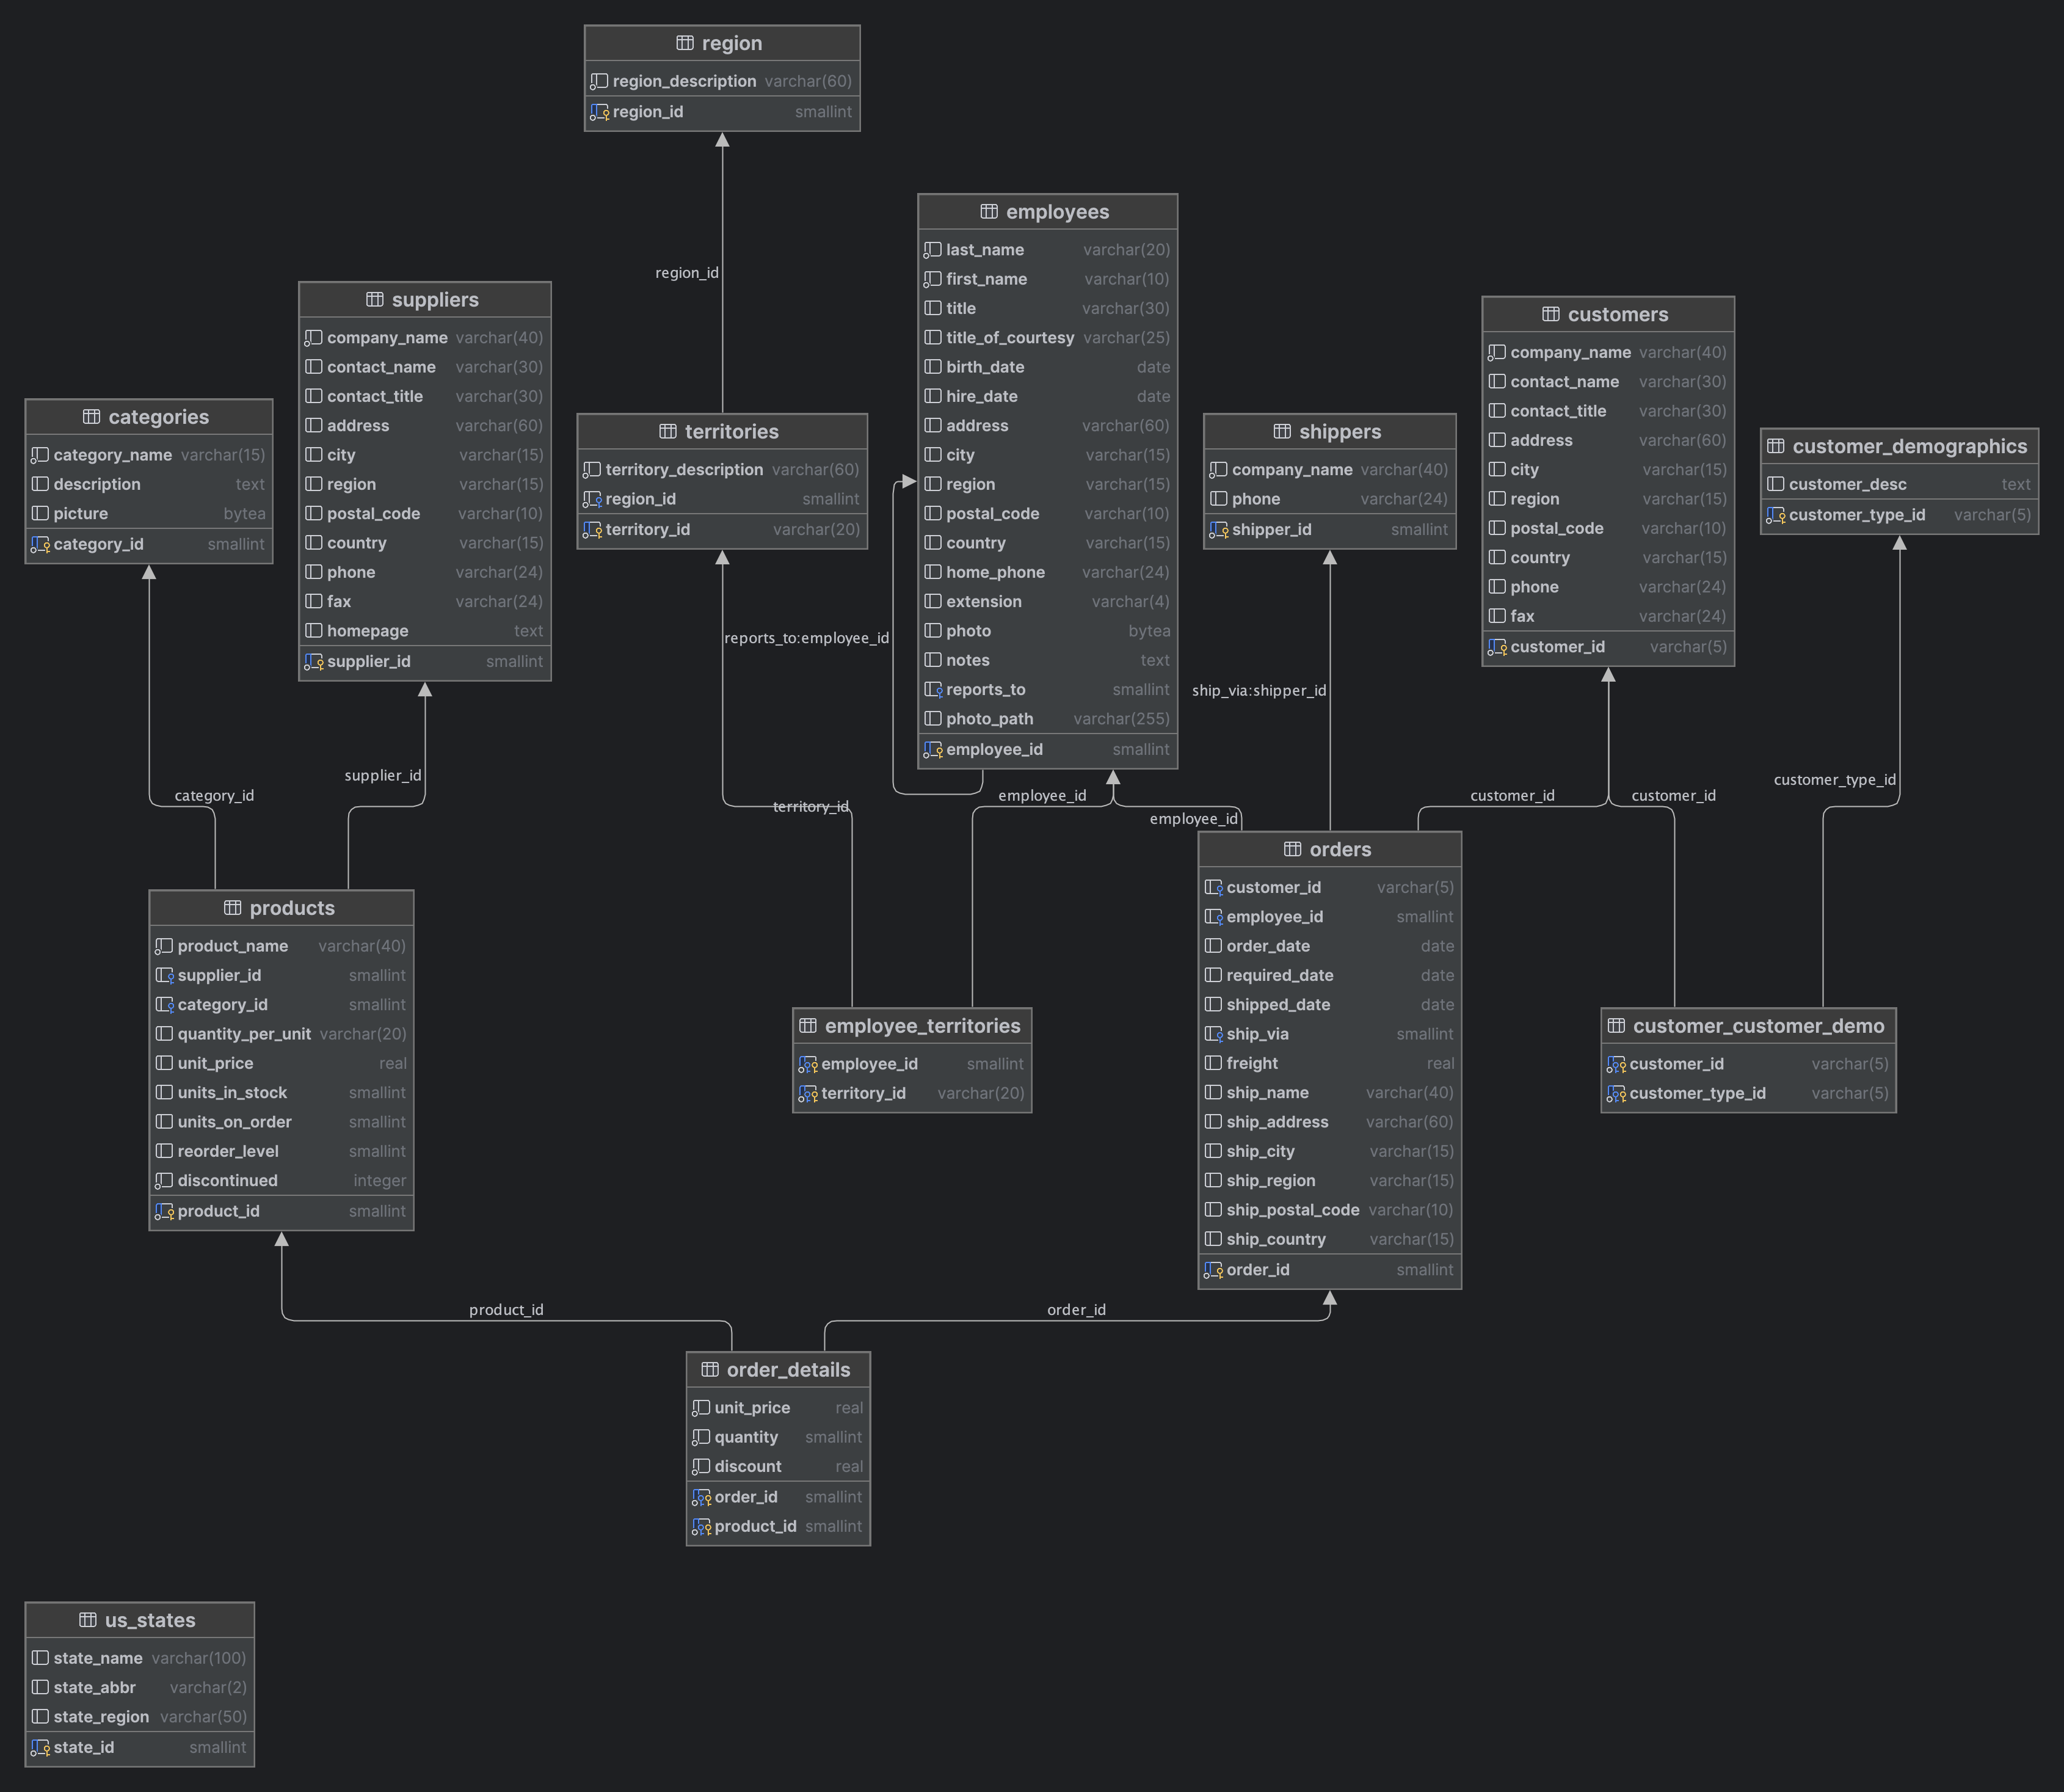 region
region_description varchar(60)
region_id smallint
region_id
employees
last_name varchar(20)
first_name varchar(10)
title varchar(30)
title_of_courtesy varchar(25)
birth_date date
hire_date date
address varchar(60)
city varchar(15)
region varchar(15)
postal_code varchar(10)
country varchar(15)
home_phone varchar(24)
extension varchar(4)
photo bytea
notes text
reports_to smallint
photo_path varchar(255)
employee_id smallint
reports_to:employee_id
suppliers
company_name varchar(40)
contact_name varchar(30)
contact_title varchar(30)
address varchar(60)
city varchar(15)
region varchar(15)
postal_code varchar(10)
country varchar(15)
phone varchar(24)
fax varchar(24)
homepage text
supplier_id smallint
customers
company_name varchar(40)
contact_name varchar(30)
contact_title varchar(30)
address varchar(60)
city varchar(15)
region varchar(15)
postal_code varchar(10)
country varchar(15)
phone varchar(24)
fax varchar(24)
customer_id varchar(5)
categories
category_name varchar(15)
description text
picture bytea
category_id smallint
territories
territory_description varchar(60)
region_id smallint
territory_id varchar(20)
shippers
company_name varchar(40)
phone varchar(24)
shipper_id smallint
customer_demographics
customer_desc text
customer_type_id varchar(5)
ship_via:shipper_id
supplier_id
category_id
territory_id
employee_id
employee_id
customer_id
customer_id
customer_type_id
products
product_name varchar(40)
supplier_id smallint
category_id smallint
quantity_per_unit varchar(20)
unit_price real
units_in_stock smallint
units_on_order smallint
reorder_level smallint
discontinued integer
product_id smallint
employee_territories
employee_id smallint
territory_id varchar(20)
orders
customer_id varchar(5)
employee_id smallint
order_date date
required_date date
shipped_date date
ship_via smallint
freight real
ship_name varchar(40)
ship_address varchar(60)
ship_city varchar(15)
ship_region varchar(15)
ship_postal_code varchar(10)
ship_country varchar(15)
order_id smallint
customer_customer_demo
customer_id varchar(5)
customer_type_id varchar(5)
product_id
order_id
order_details
unit_price real
quantity smallint
discount real
order_id smallint
product_id smallint
us_states
state_name varchar(100)
state_abbr varchar(2)
state_region varchar(50)
state_id smallint